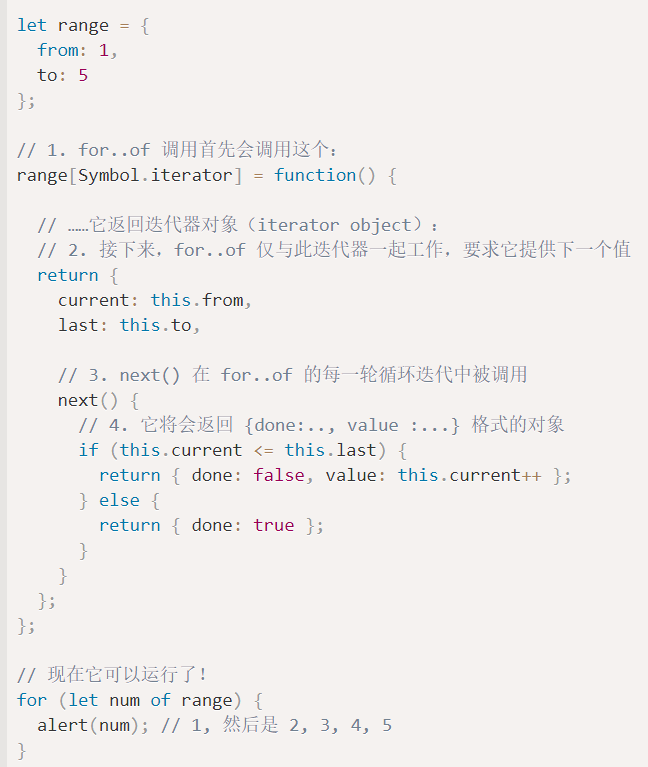 let range = {
  from: 1,
  to: 5
};
// 1. for..of 调用首先会调用这个：
range[Symbol.iterator] = function() {
  // ……它返回迭代器对象（iterator object）：
  // 2. 接下来，for..of 仅与此迭代器一起工作，要求它提供下一个值
  return {
    current: this.from,
    last: this.to,
    // 3. next() 在 for..of 的每一轮循环迭代中被调用
    next() {
      // 4. 它将会返回 {done:.., value :...} 格式的对象
      if (this.current <= this.last) {
        return { done: false, value: this.current++ };
      } else {
        return { done: true };
      }
    }
  };
};
// 现在它可以运行了！
for (let num of range) {
  alert(num); // 1, 然后是 2, 3, 4, 5
}